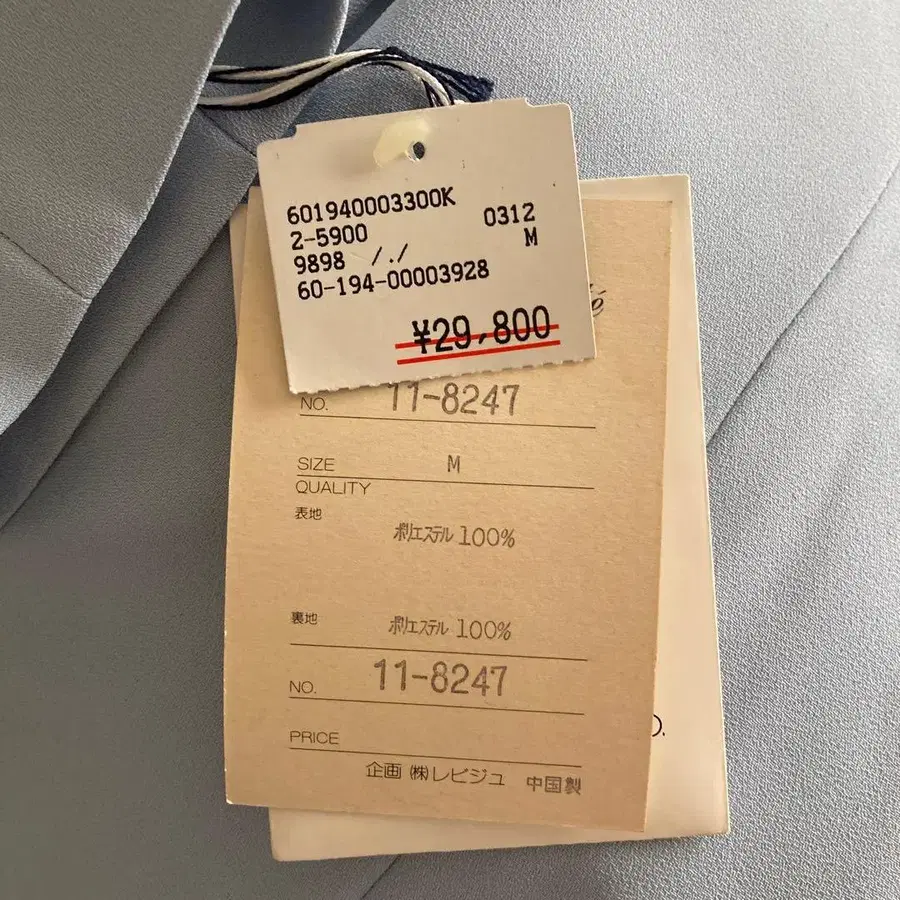 601940003300K
2-5900 0312
9898 /./ M
60-194-00003928
¥29,800
NO. 11-8247
SIZE M
QUALITY
表地
ポリエステル 100%
裏地 ポリエステル 100%
NO. 11-8247
PRICE
企画 (株)レビジュ 中国製